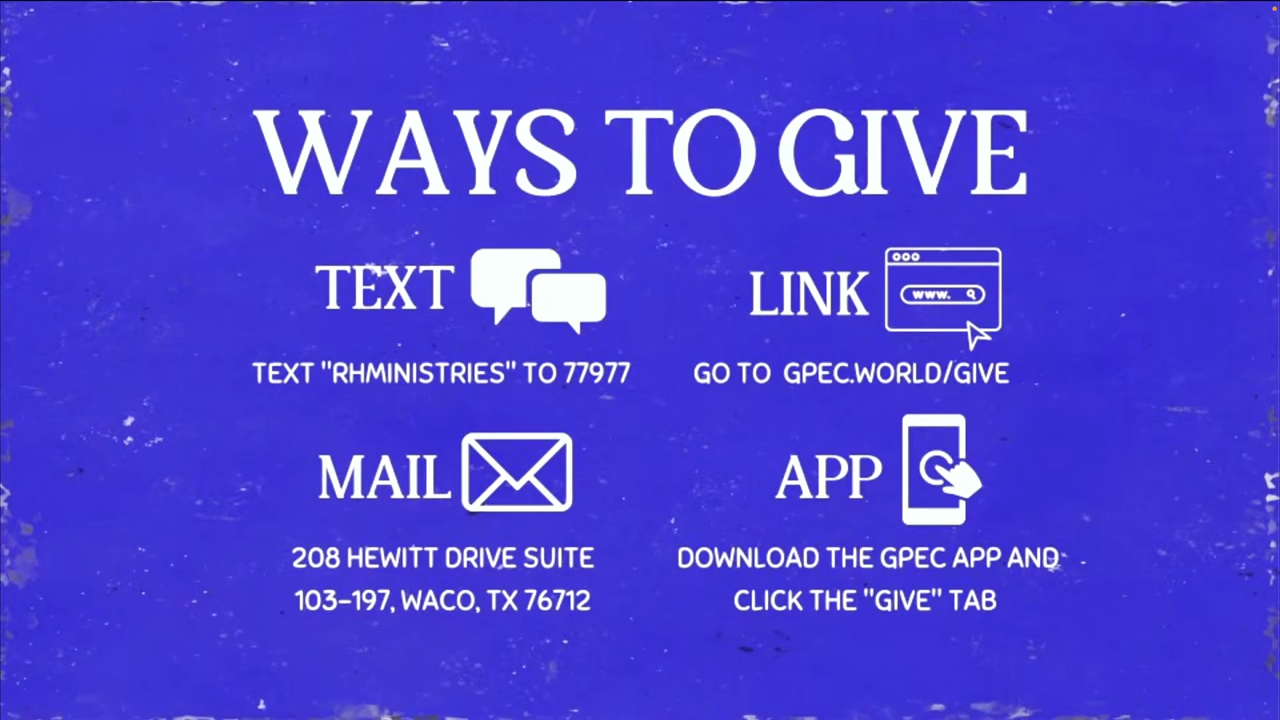 WAYS TO GIVE
TEXT
TEXT "RHMINISTRIES" TO 77977
LINK
www.
GO TO GPEC.WORLD/GIVE
MAIL
208 HEWITT DRIVE SUITE
103-197, WACO, TX 76712
APP
DOWNLOAD THE GPEC APP AND
CLICK THE "GIVE" TAB